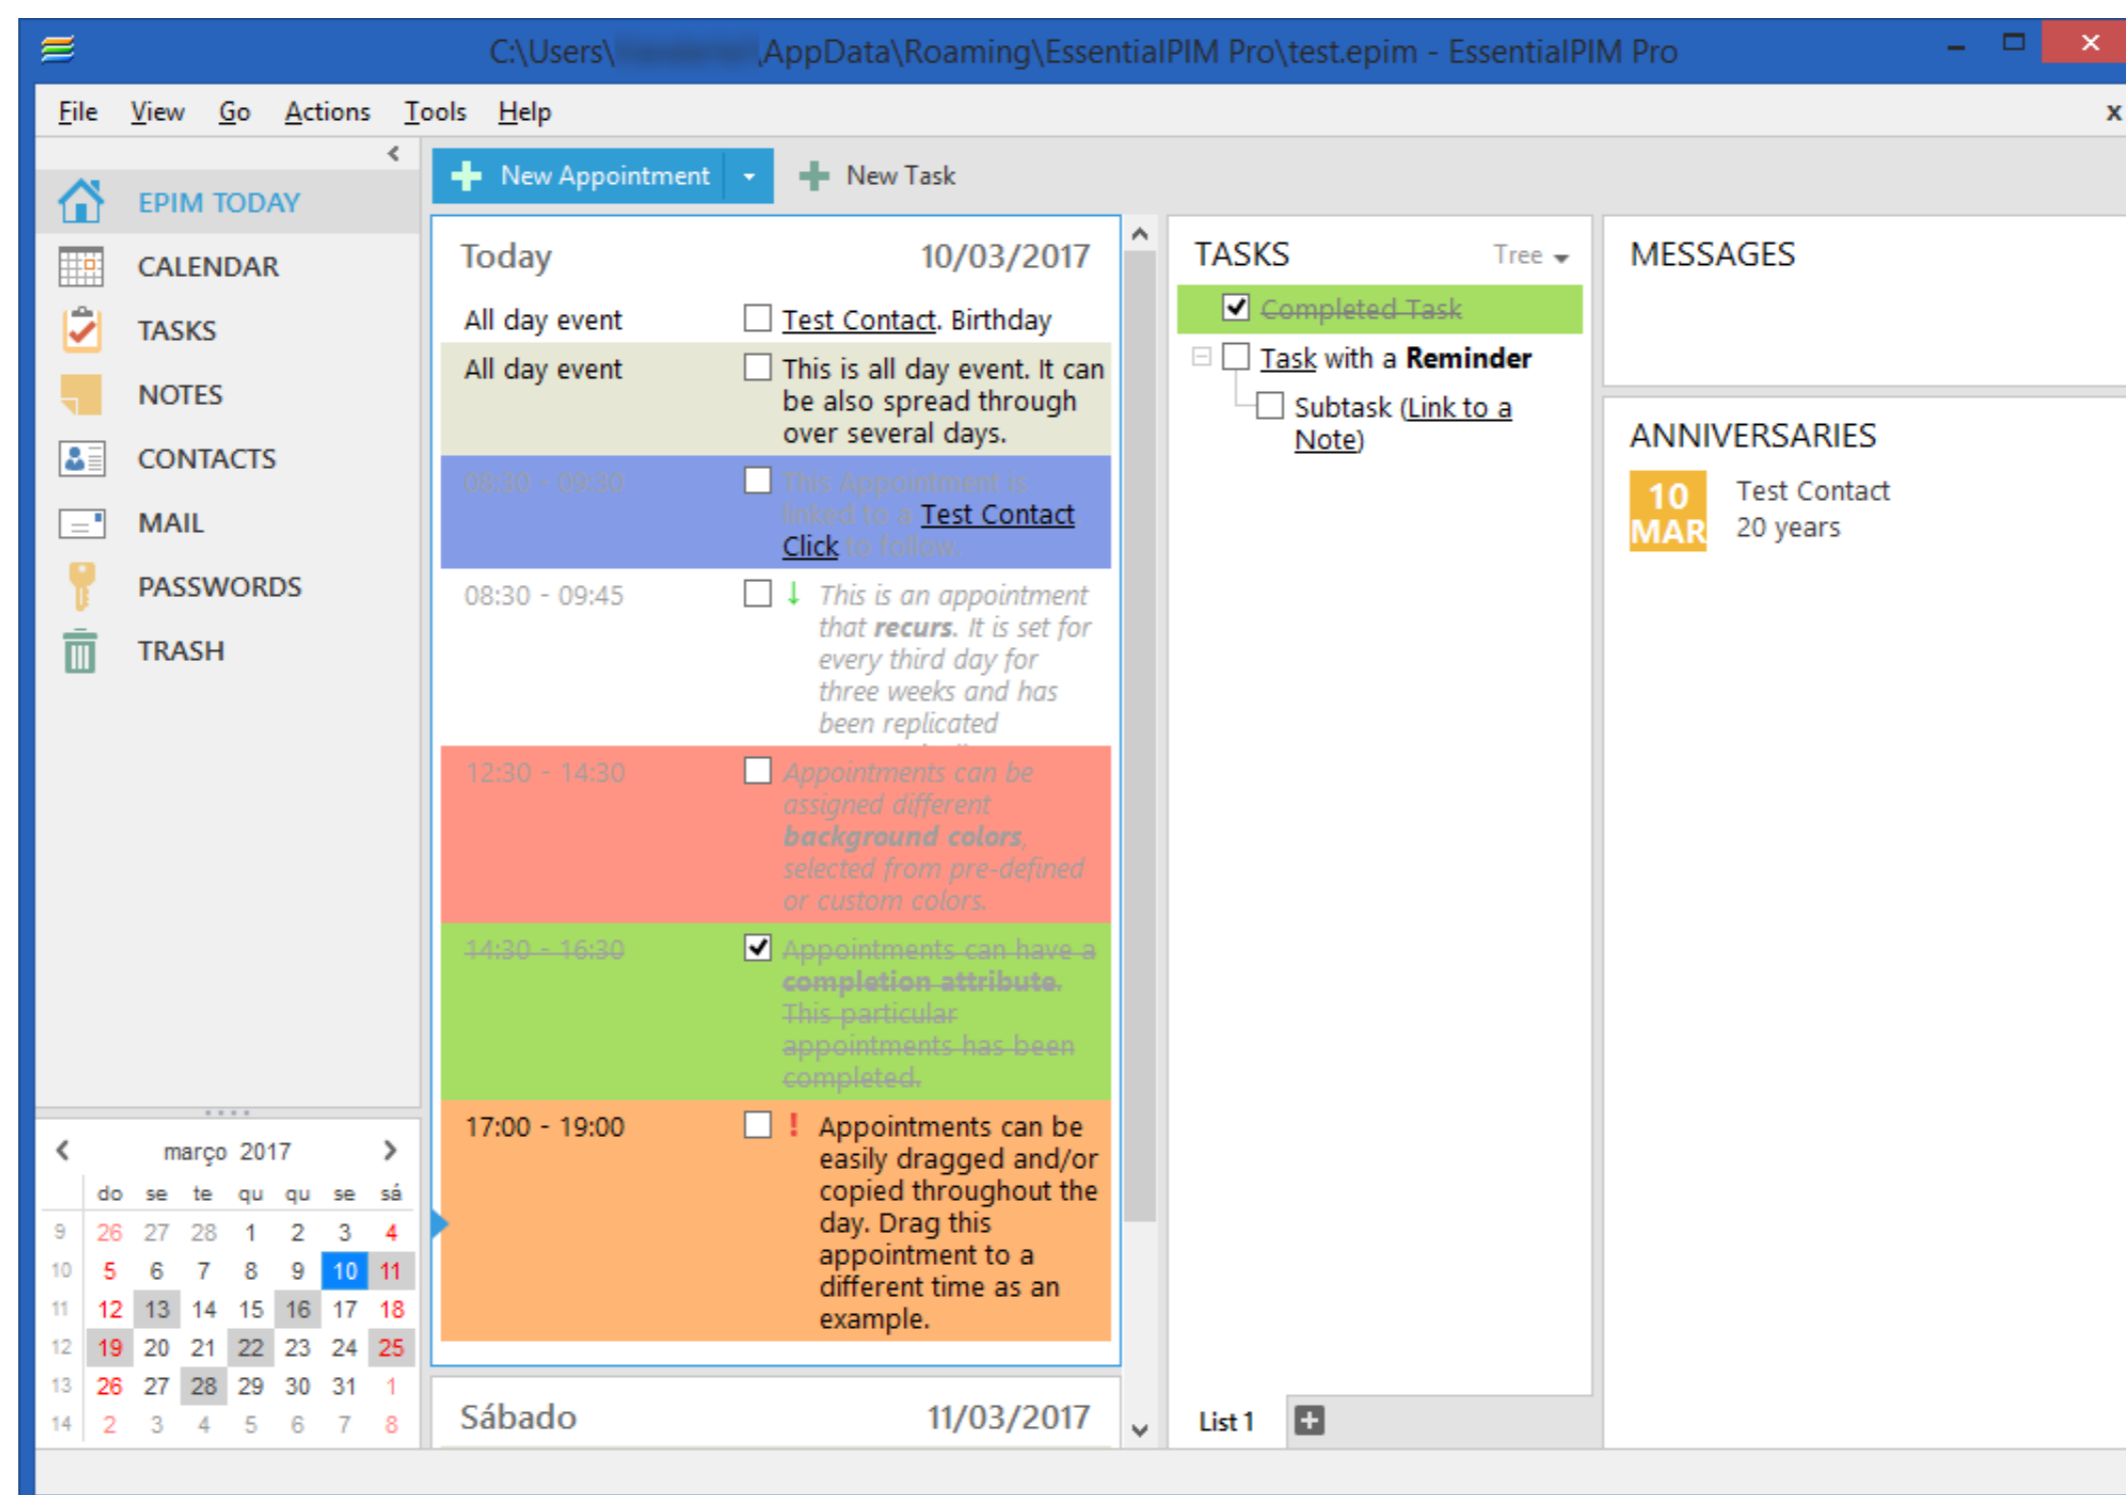 C:\Users\ \AppData\Roaming\EssentialPIM Pro\test.epim - EssentialPIM Pro
File View Go Actions Tools Help
EPIM TODAY
CALENDAR
TASKS
NOTES
CONTACTS
MAIL
PASSWORDS
TRASH
março 2017
do se te qu qu se sá
9 26 27 28 1 2 3 4
10 5 6 7 8 9 10 11
11 12 13 14 15 16 17 18
12 19 20 21 22 23 24 25
13 26 27 28 29 30 31 1
14 2 3 4 5 6 7 8
New Appointment New Task
Today 10/03/2017
All day event Test Contact. Birthday
All day event This is all day event. It can
be also spread through
over several days.
08:30 - 09:30 This Appointment is
linked to a Test Contact
Click to follow.
08:30 - 09:45 This is an appointment
that recurs. It is set for
every third day for
three weeks and has
been replicated
12:30 - 14:30 Appointments can be
assigned different
background colors,
selected from pre-defined
or custom colors.
14:30 - 16:30 Appointments can have a
completion attribute.
This particular
appointments has been
completed.
17:00 - 19:00 ! Appointments can be
easily dragged and/or
copied throughout the
day. Drag this
appointment to a
different time as an
example.
Sábado 11/03/2017
TASKS Tree
Completed Task
Task with a Reminder
Subtask (Link to a
Note)
List 1
MESSAGES
ANNIVERSARIES
10
MAR
Test Contact
20 years